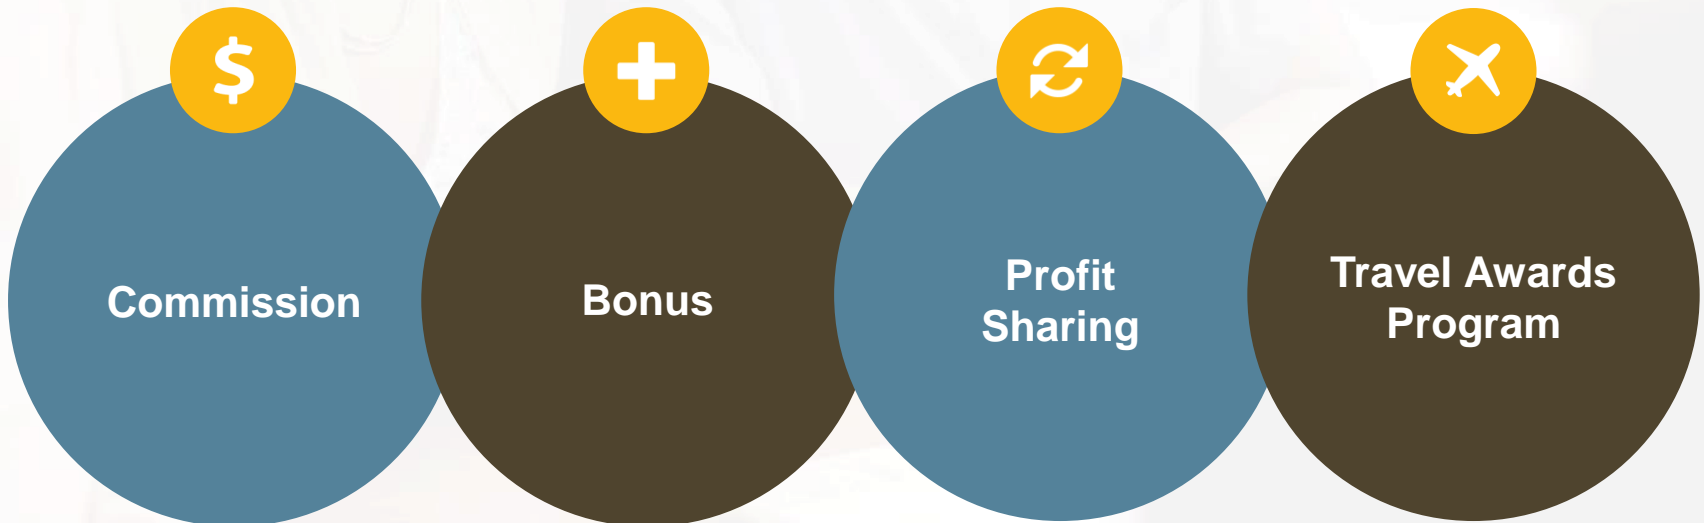 $
Commission
Bonus
Profit
Sharing
Travel Awards
Program